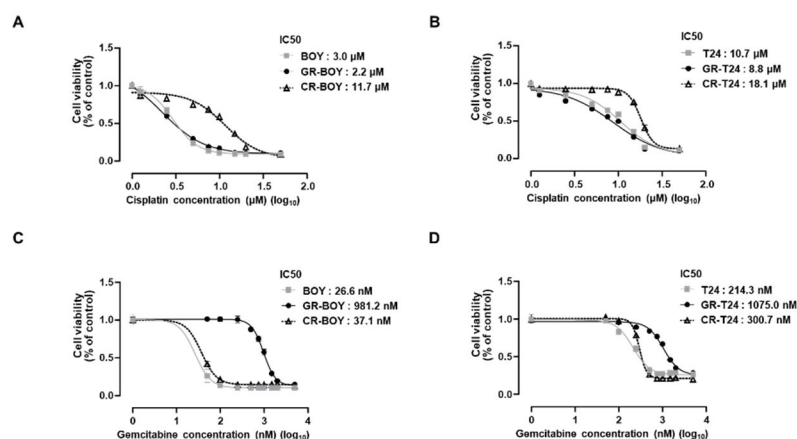 A
IC50
BOY : 3.0 µM
GR-BOY : 2.2 µM
CR-BOY : 11.7 µM
Cell viability
(% of control)
1.5
1.0
0.5
0.0
0.0 0.5 1.0 1.5 2.0
Cisplatin concentration (µM) (log10)
B
IC50
T24 : 10.7 µM
GR-T24 : 8.8 µM
CR-T24 : 18.1 µM
Cell viability
(% of control)
1.5
1.0
0.5
0.0
0.0 0.5 1.0 1.5 2.0
Cisplatin concentration (µM) (log10)
C
IC50
BOY : 26.6 nM
GR-BOY : 981.2 nM
CR-BOY : 37.1 nM
Cell viability
(% of control)
1.5
1.0
0.5
0.0
0 1 2 3 4
Gemcitabine concentration (nM) (log10)
D
IC50
T24 : 214.3 nM
GR-T24 : 1075.0 nM
CR-T24 : 300.7 nM
Cell viability
(% of control)
1.5
1.0
0.5
0.0
0 1 2 3 4
Gemcitabine concentration (nM) (log10)